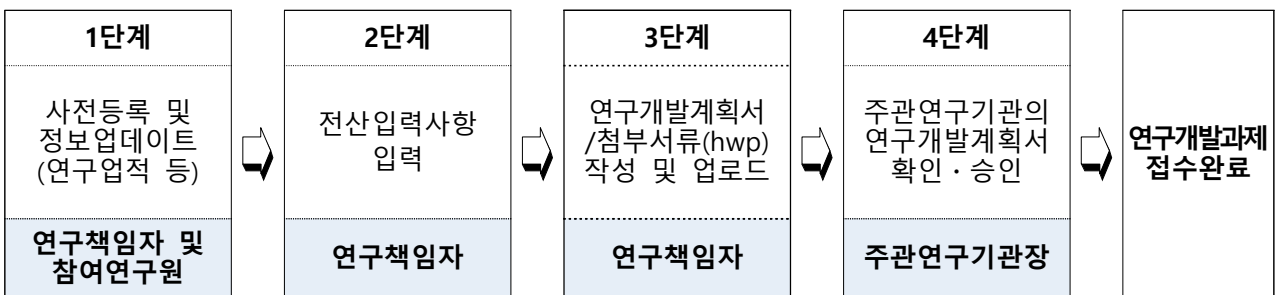 1단계
사전등록 및
정보업데이트
(연구업적 등)
연구책임자 및
참여연구원
2단계
전산입력사항
입력
연구책임자
3단계
연구개발계획서
/첨부서류(hwp)
작성 및 업로드
연구책임자
4단계
주관연구기관의
연구개발계획서
확인・승인
주관연구기관장
연구개발과제
접수완료